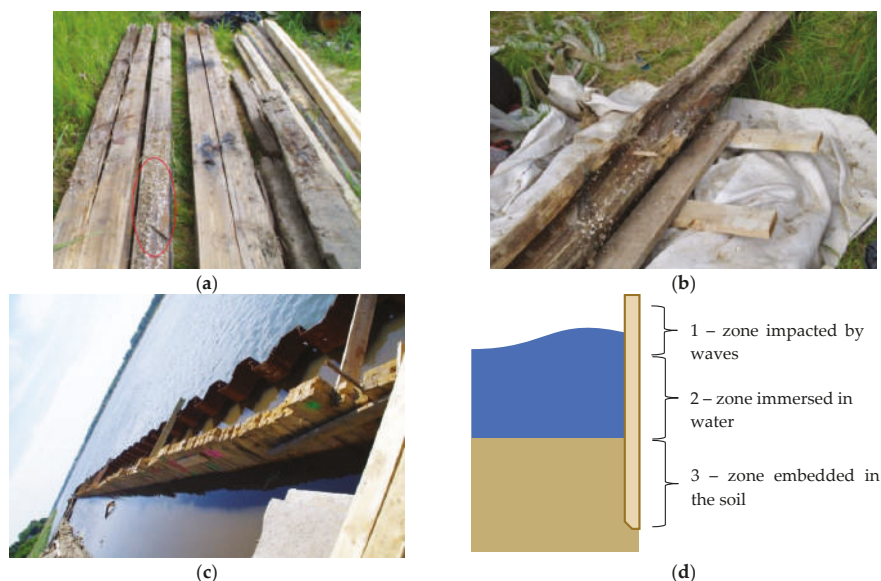 (a)
(b)
1 – zone impacted by
waves
2 – zone immersed in
water
3 – zone embedded in
the soil
(c)
(d)